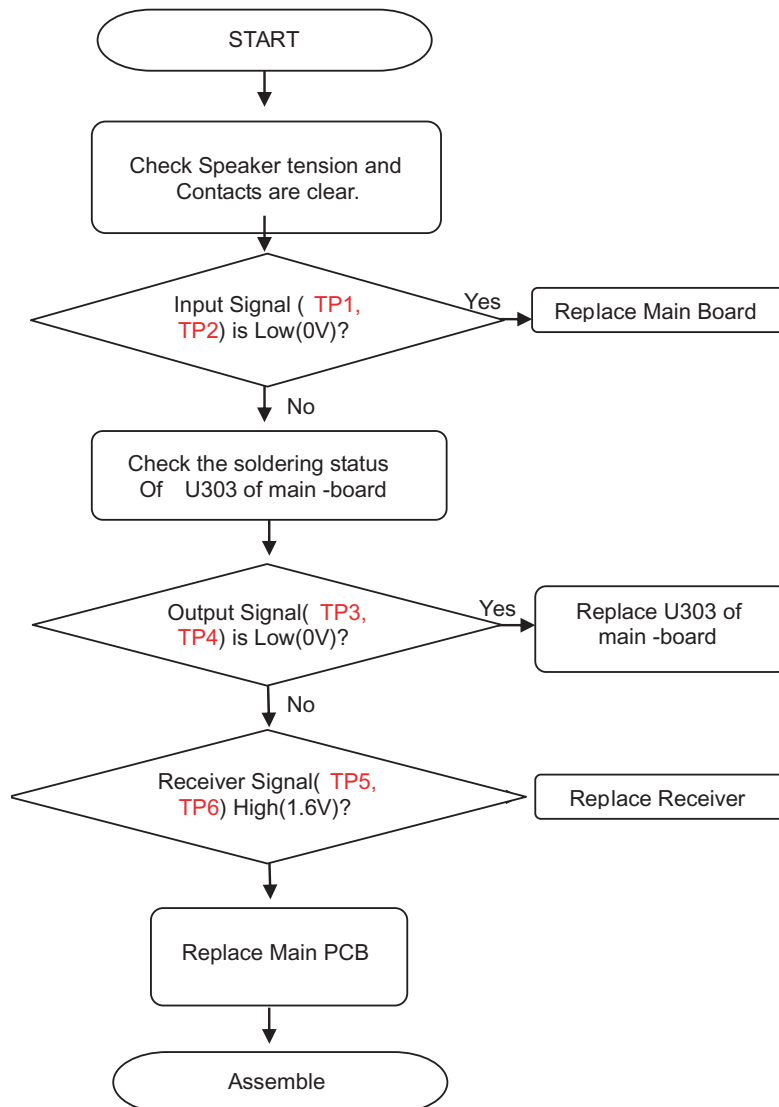 START
Check Speaker tension and
Contacts are clear.
Input Signal ( TP1,
TP2) is Low(0V)?
Yes
Replace Main Board
No
Check the soldering status
Of U303 of main -board
Output Signal( TP3,
TP4) is Low(0V)?
Yes
Replace U303 of
main -board
No
Receiver Signal( TP5,
TP6) High(1.6V)?
Replace Receiver
Replace Main PCB
Assemble